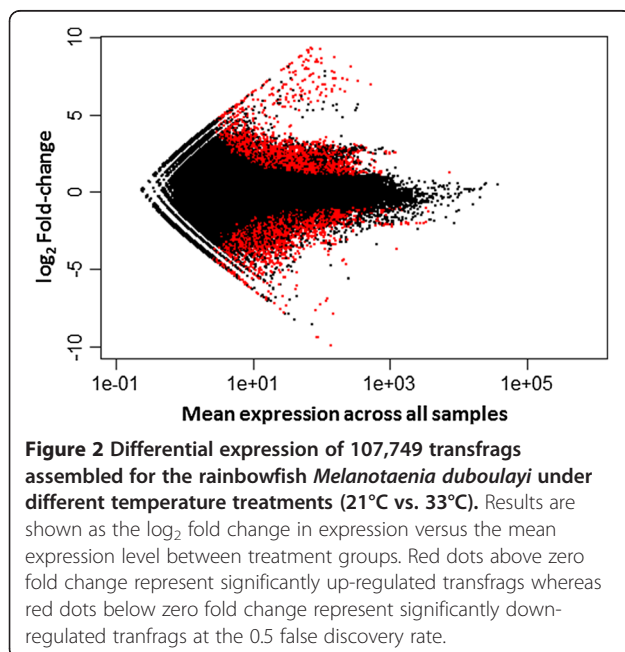 10
5
0
-5
-10
log2 Fold-change
1e-01
1e+01
1e+03
1e+05
Mean expression across all samples
Figure 2 Differential expression of 107,749 transfrags
assembled for the rainbowfish Melanotaenia duboulayi under
different temperature treatments (21°C vs. 33°C). Results are
shown as the log2 fold change in expression versus the mean
expression level between treatment groups. Red dots above zero
fold change represent significantly up-regulated transfrags whereas
red dots below zero fold change represent significantly down-
regulated tranfrags at the 0.5 false discovery rate.